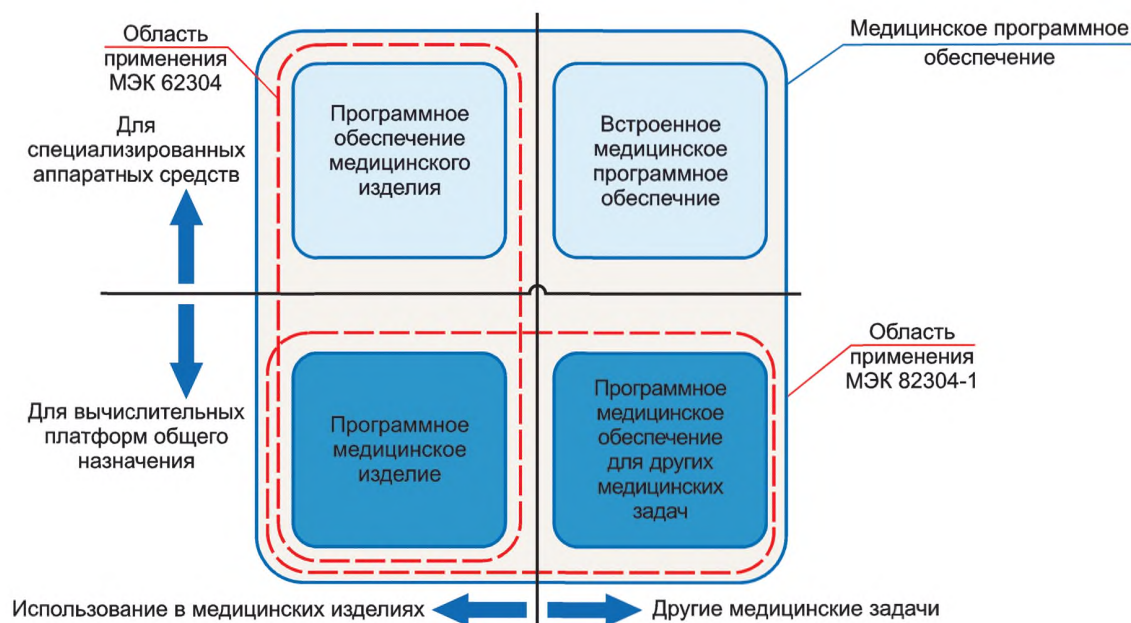 Область
применения
МЭК 62304
Медицинское программное
обеспечение
Для
специализированных
аппаратных средств
Программное
обеспечение
медицинского
изделия
Встроенное
медицинское
программное
обеспечние
Область
применения
МЭК 82304-1
Для вычислительных
платформ общего
назначения
Программное
медицинское
изделие
Программное
медицинское
обеспечение
для других
медицинских
задач
Использование в медицинских изделиях
Другие медицинские задачи